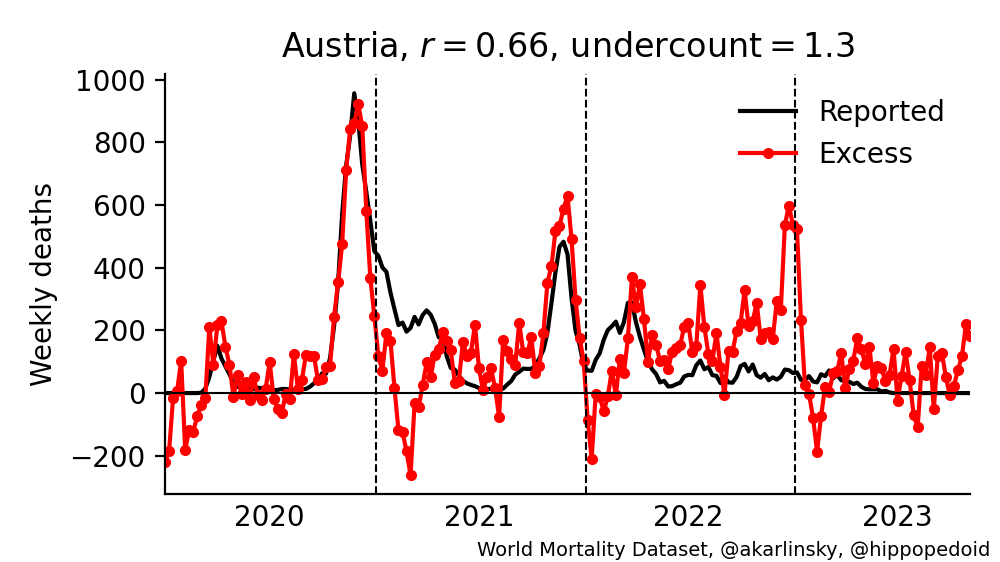 Austria, r = 0.66, undercount = 1.3
1000
800
600
400
200
0
−200
Weekly deaths
Reported
Excess
2020 2021 2022 2023
World Mortality Dataset, @akarlinsky, @hippopedoid